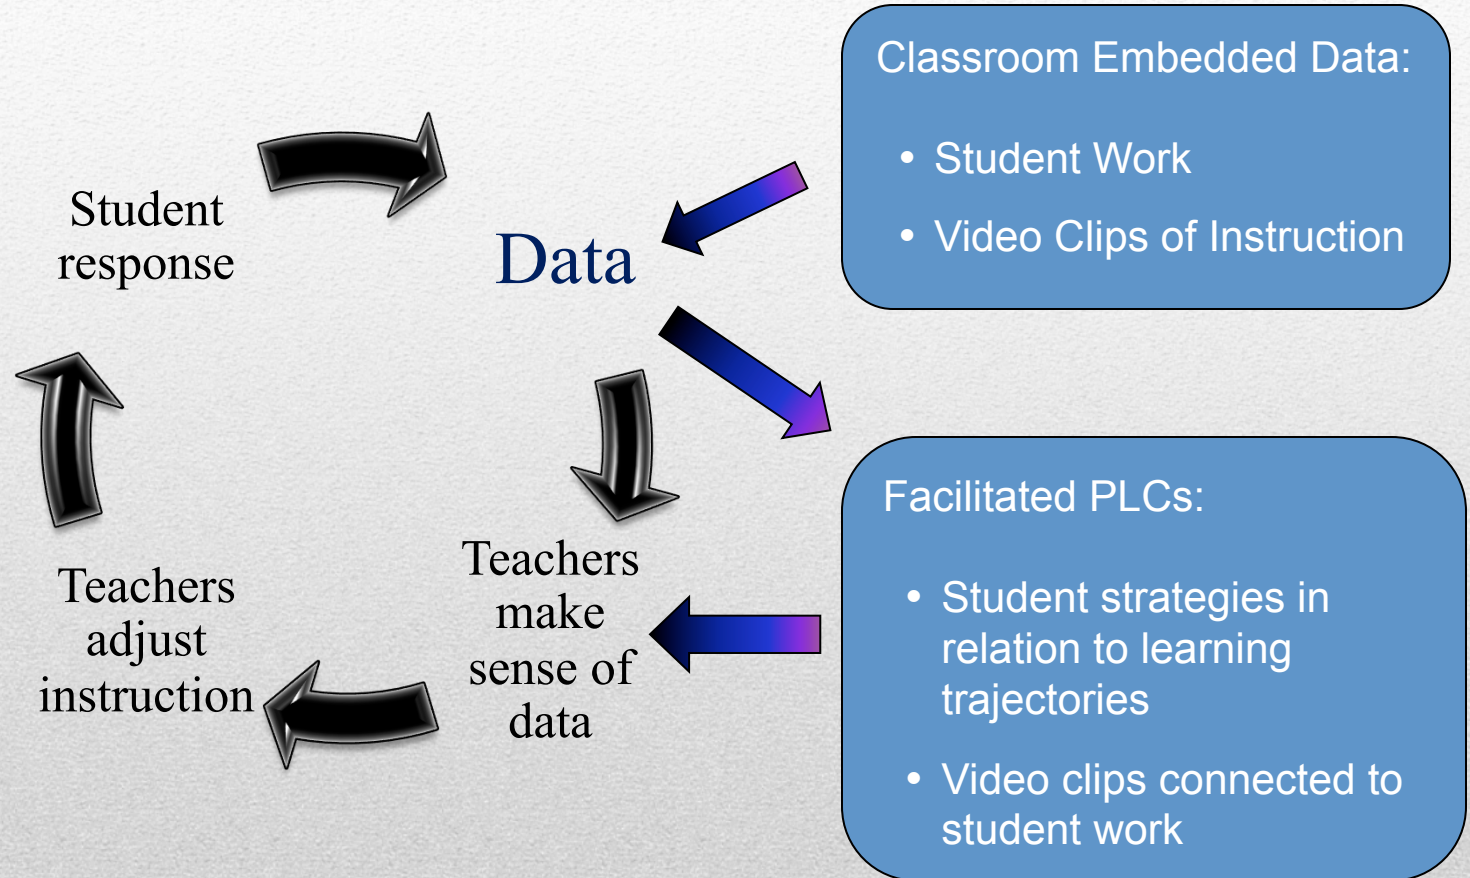 Student
response
Data
Teachers
make
sense of
data
Teachers
adjust
instruction
Classroom Embedded Data:
• Student Work
• Video Clips of Instruction
Facilitated PLCs:
• Student strategies in
relation to learning
trajectories
• Video clips connected to
student work